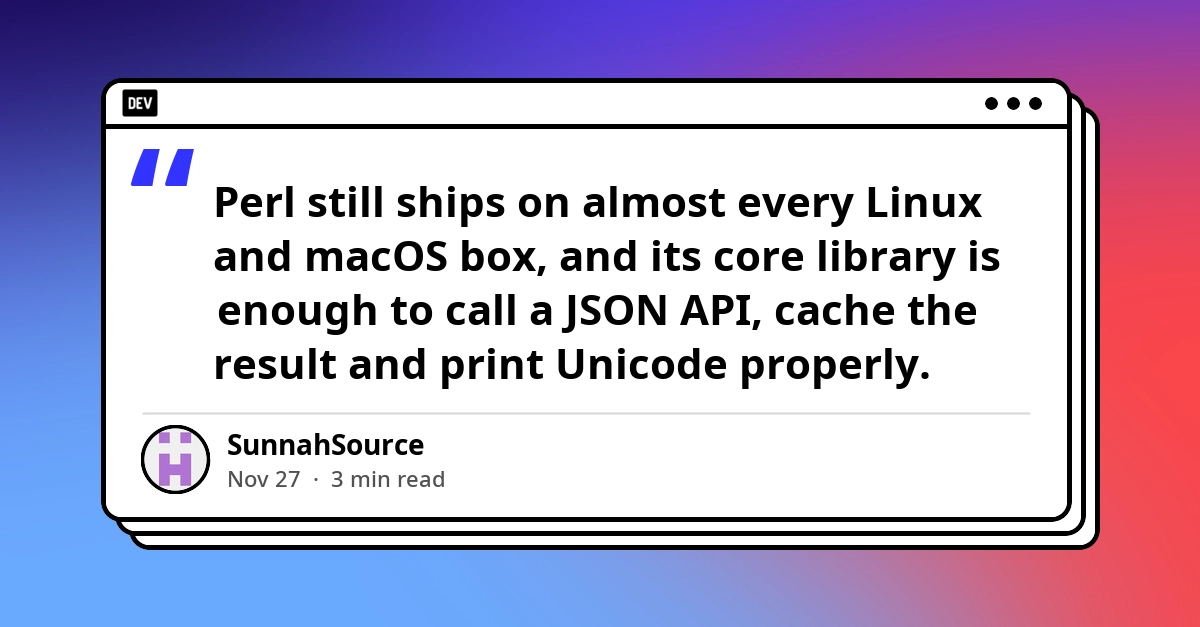 DEV
“
Perl still ships on almost every Linux
and macOS box, and its core library is
enough to call a JSON API, cache the
result and print Unicode properly.
SunnahSource
Nov 27 · 3 min read